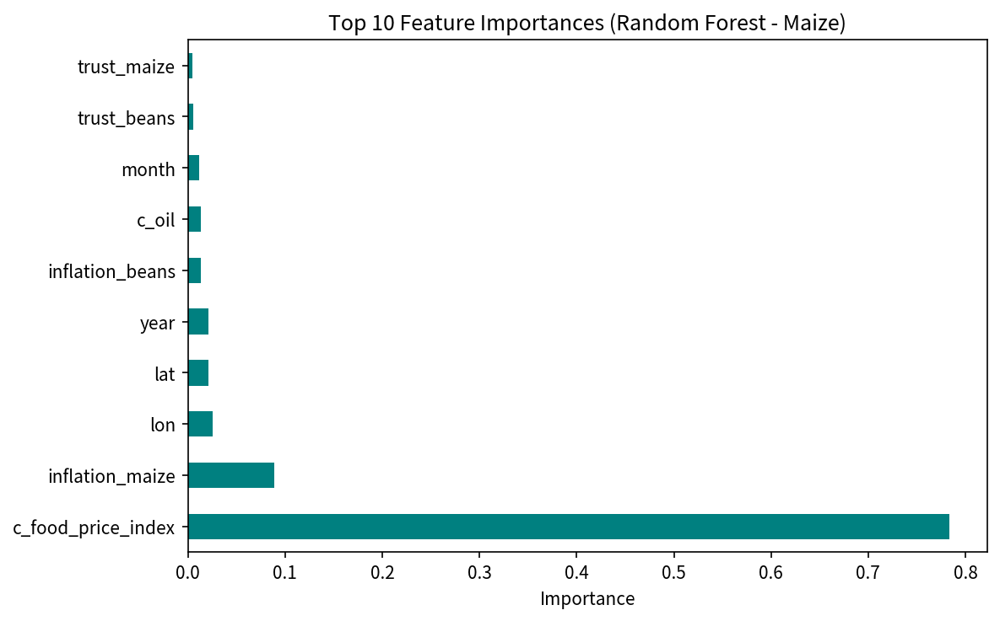 Top 10 Feature Importances (Random Forest - Maize)
trust_maize
trust_beans
month
c_oil
inflation_beans
year
lat
lon
inflation_maize
c_food_price_index
0.0 0.1 0.2 0.3 0.4 0.5 0.6 0.7 0.8
Importance